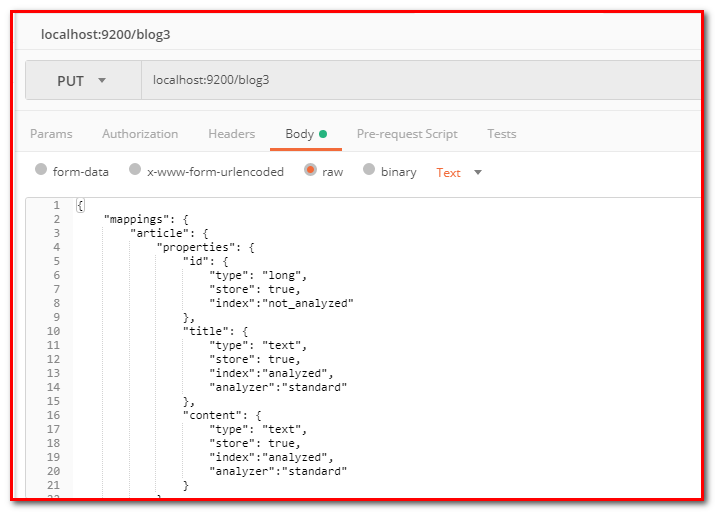 localhost:9200/blog3
PUT localhost:9200/blog3
Params Authorization Headers Body Pre-request Script Tests
form-data x-www-form-urlencoded raw binary Text
1 {
2 "mappings": {
3 "article": {
4 "properties": {
5 "id": {
6 "type": "long",
7 "store": true,
8 "index":"not_analyzed"
9 },
10 "title": {
11 "type": "text",
12 "store": true,
13 "index":"analyzed",
14 "analyzer":"standard"
15 },
16 "content": {
17 "type": "text",
18 "store": true,
19 "index":"analyzed",
20 "analyzer":"standard"
21 }
22 }